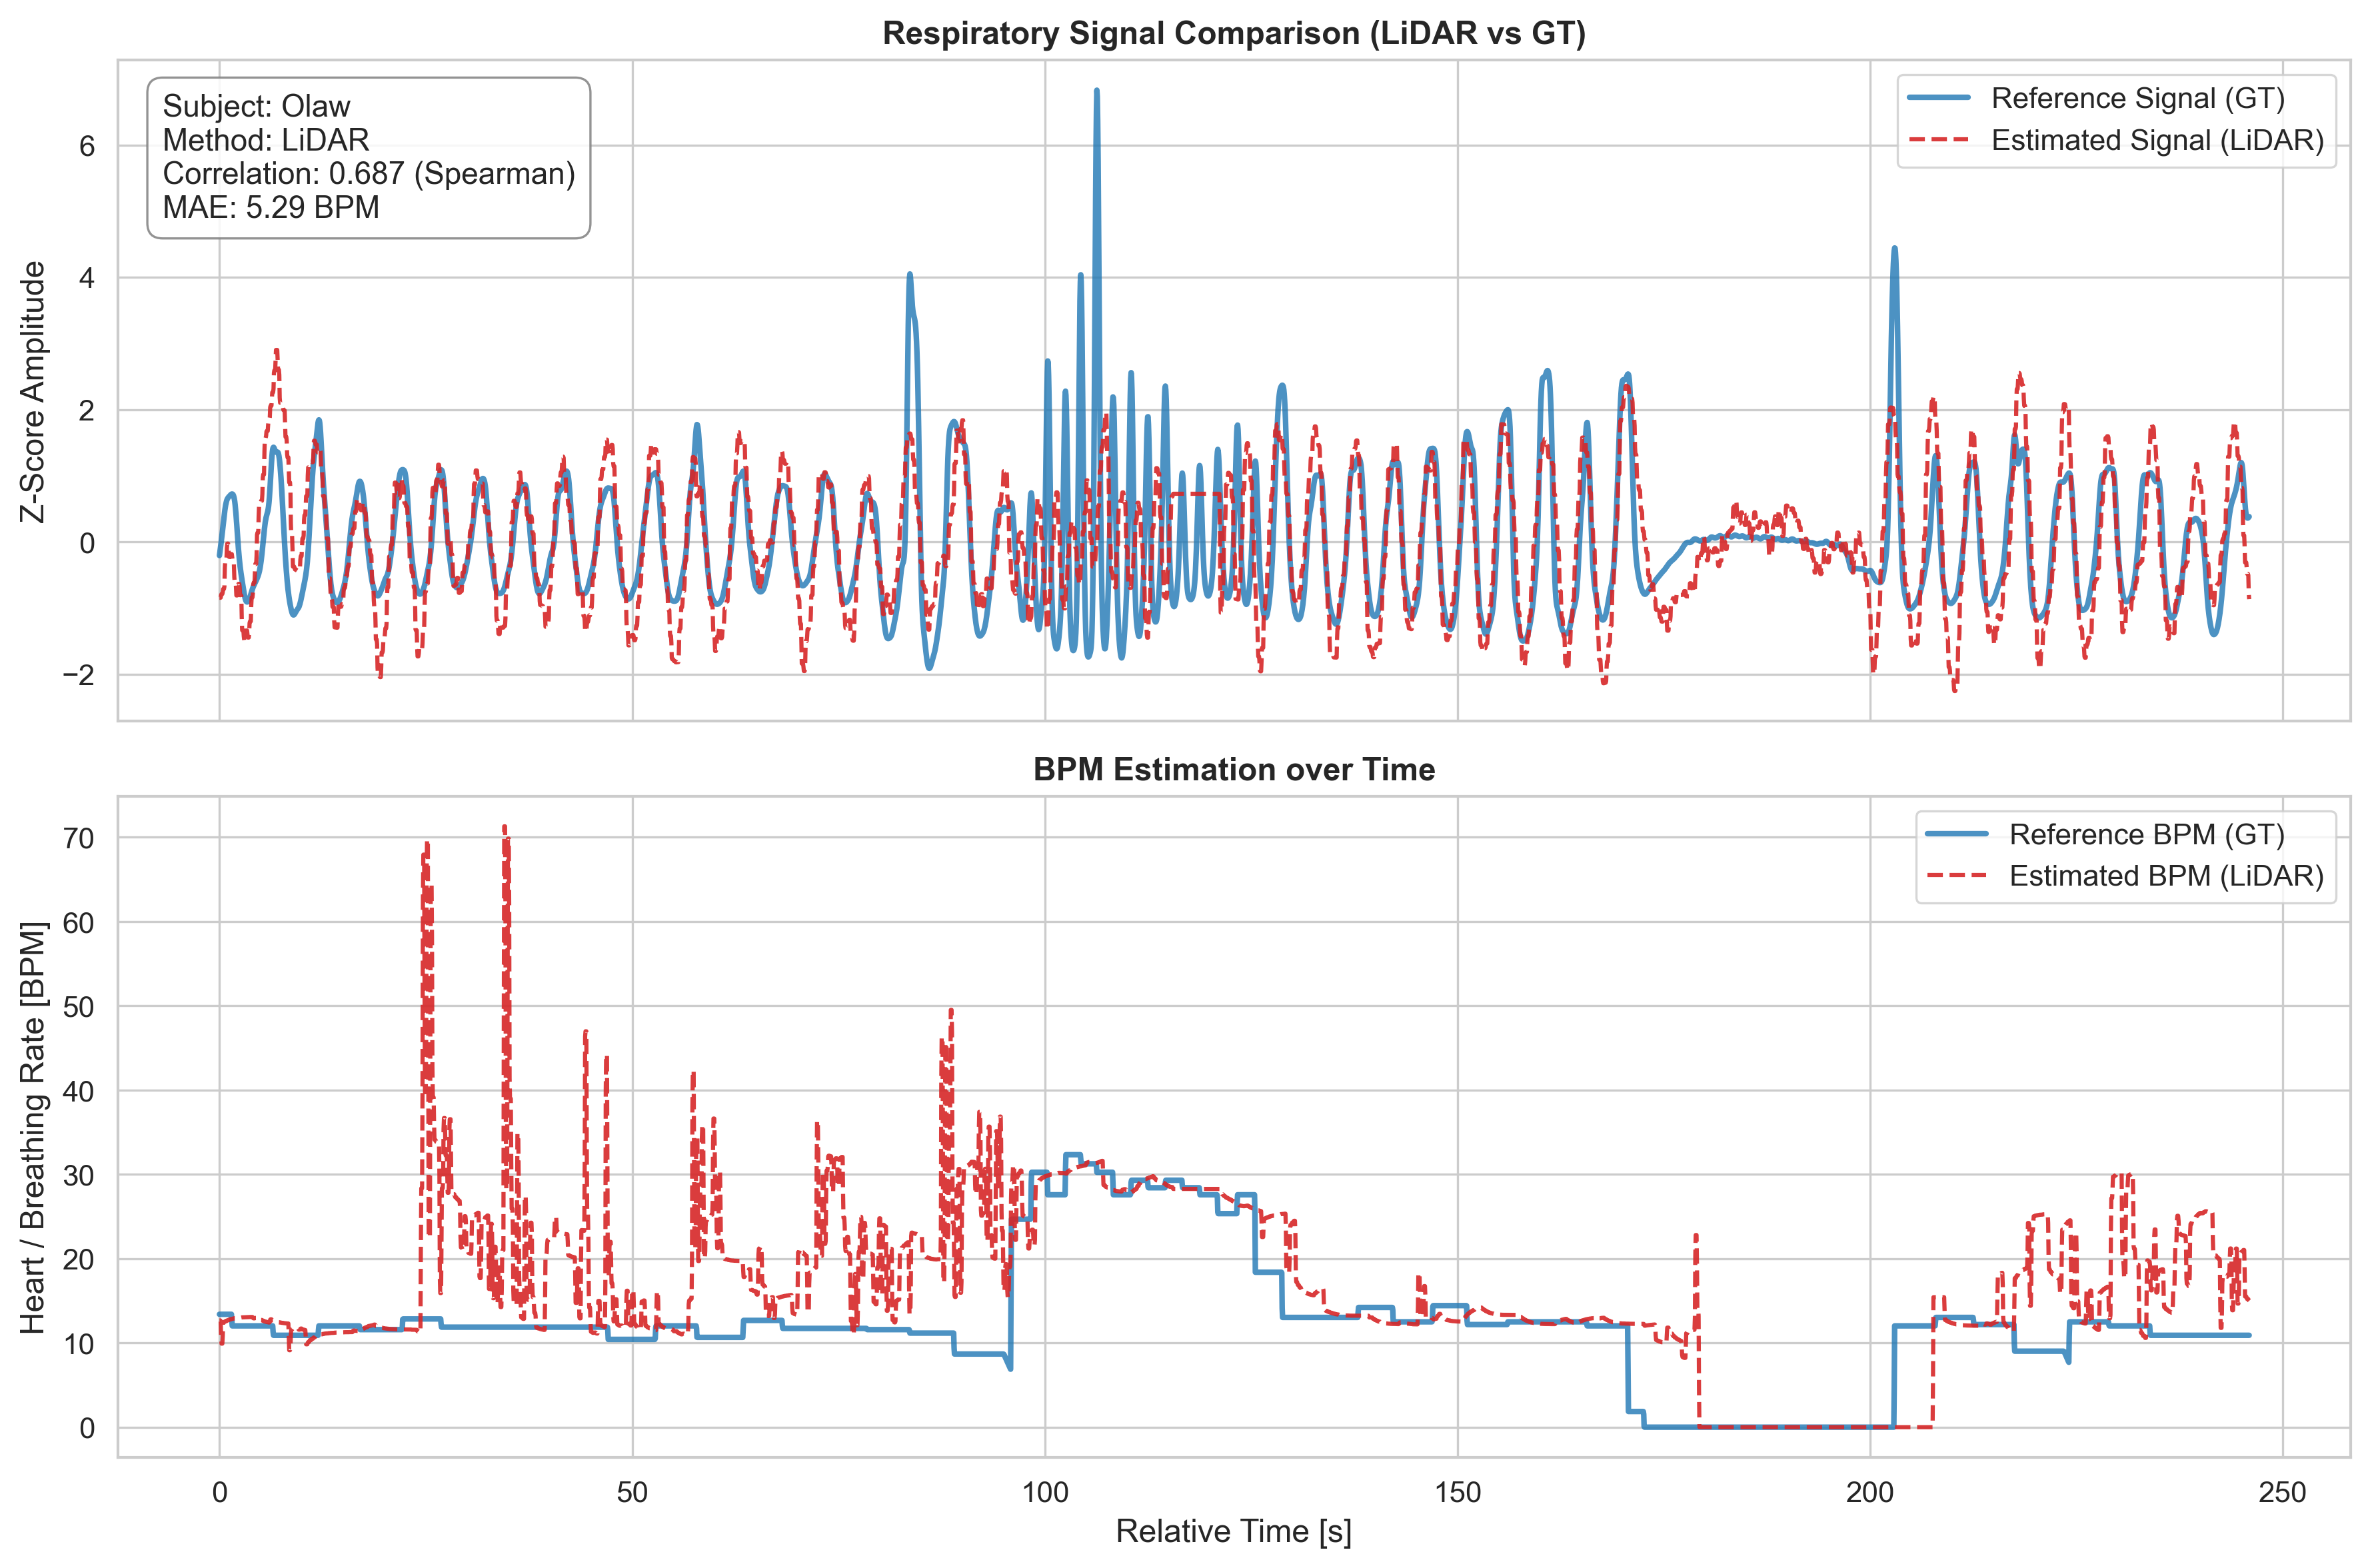 Respiratory Signal Comparison (LiDAR vs GT)
Subject: Olaw
Method: LiDAR
Correlation: 0.687 (Spearman)
MAE: 5.29 BPM
Reference Signal (GT)
Estimated Signal (LiDAR)
Z-Score Amplitude
6
4
2
0
−2
BPM Estimation over Time
Reference BPM (GT)
Estimated BPM (LiDAR)
Heart / Breathing Rate [BPM]
70
60
50
40
30
20
10
0
0 50 100 150 200 250
Relative Time [s]